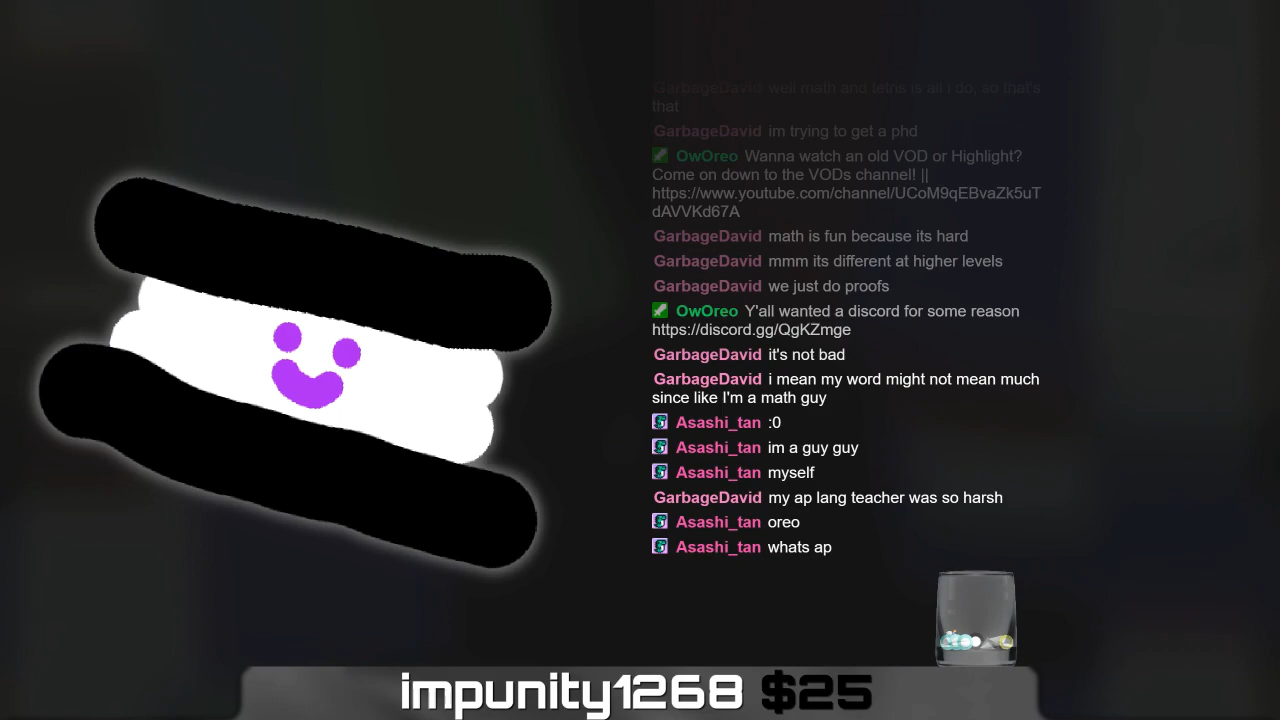 GarbageDavid well math and tetris is all i do, so that's
that
GarbageDavid im trying to get a phd
OwOreo Wanna watch an old VOD or Highlight?
Come on down to the VODs channel! ||
https://www.youtube.com/channel/UCoM9qEBvaZk5uT
dAVVKd67A
GarbageDavid math is fun because its hard
GarbageDavid mmm its different at higher levels
GarbageDavid we just do proofs
OwOreo Y'all wanted a discord for some reason
https://discord.gg/QgKZmge
GarbageDavid it's not bad
GarbageDavid i mean my word might not mean much
since like I'm a math guy
Asashi_tan :0
Asashi_tan im a guy guy
Asashi_tan myself
GarbageDavid my ap lang teacher was so harsh
Asashi_tan oreo
Asashi_tan whats ap
impunity1268 $25